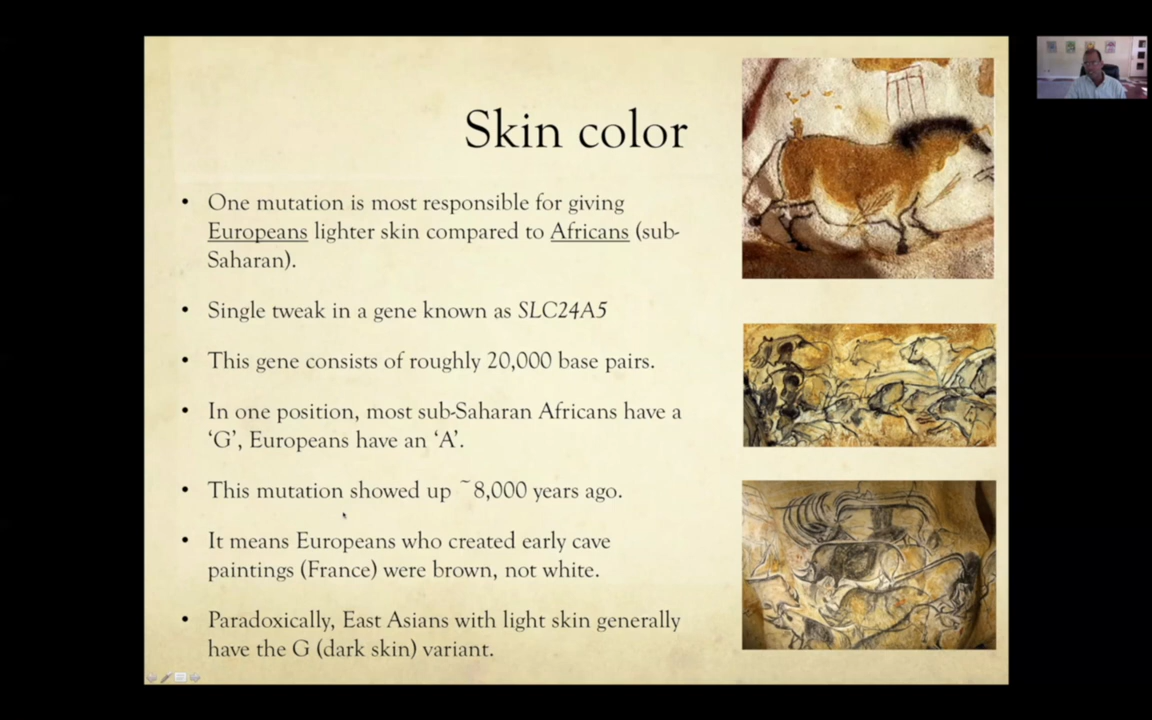 Skin color
• One mutation is most responsible for giving
Europeans lighter skin compared to Africans (sub-
Saharan).
• Single tweak in a gene known as SLC24A5
• This gene consists of roughly 20,000 base pairs.
• In one position, most sub-Saharan Africans have a
‘G’, Europeans have an ‘A’.
• This mutation showed up ~8,000 years ago.
• It means Europeans who created early cave
paintings (France) were brown, not white.
• Paradoxically, East Asians with light skin generally
have the G (dark skin) variant.